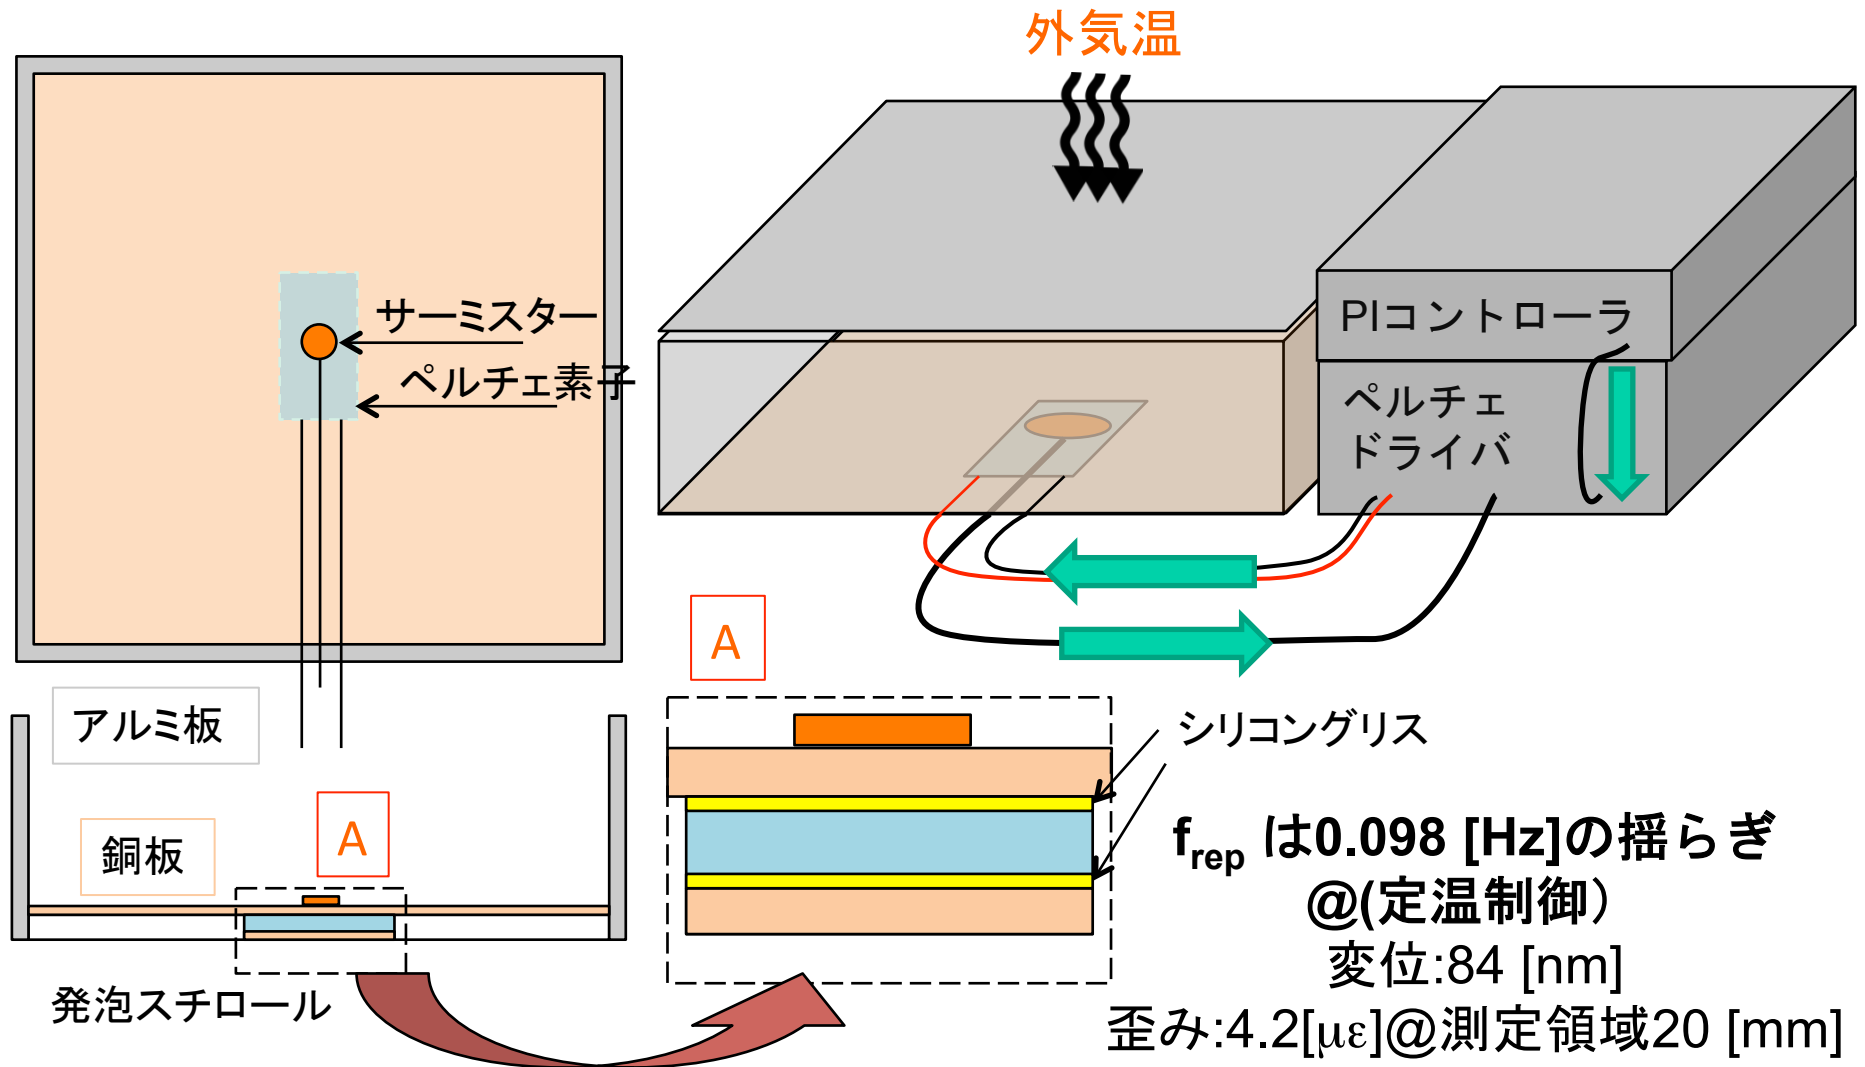 外気温
サーミスター
ペルチェ素子
PIコントローラ
ペルチェ
ドライバ
アルミ板
A
シリコングリス
銅板
A
発泡スチロール
frep は0.098 [Hz]の揺らぎ
@(定温制御）
変位:84 [nm]
歪み:4.2[με]@測定領域20 [mm]